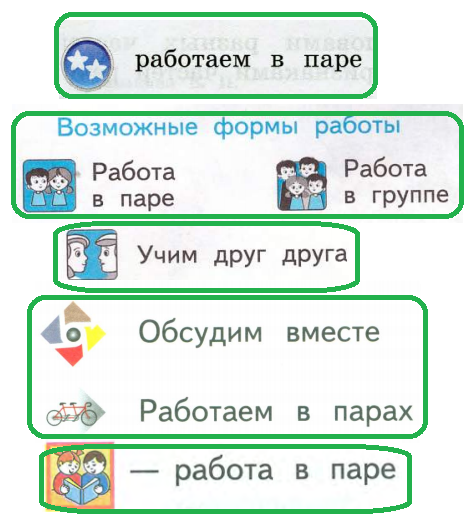 работаем в паре
Возможные формы работы
Работа
в паре
Работа
в группе
Учим друг друга
Обсудим вместе
Работаем в парах
— работа в паре